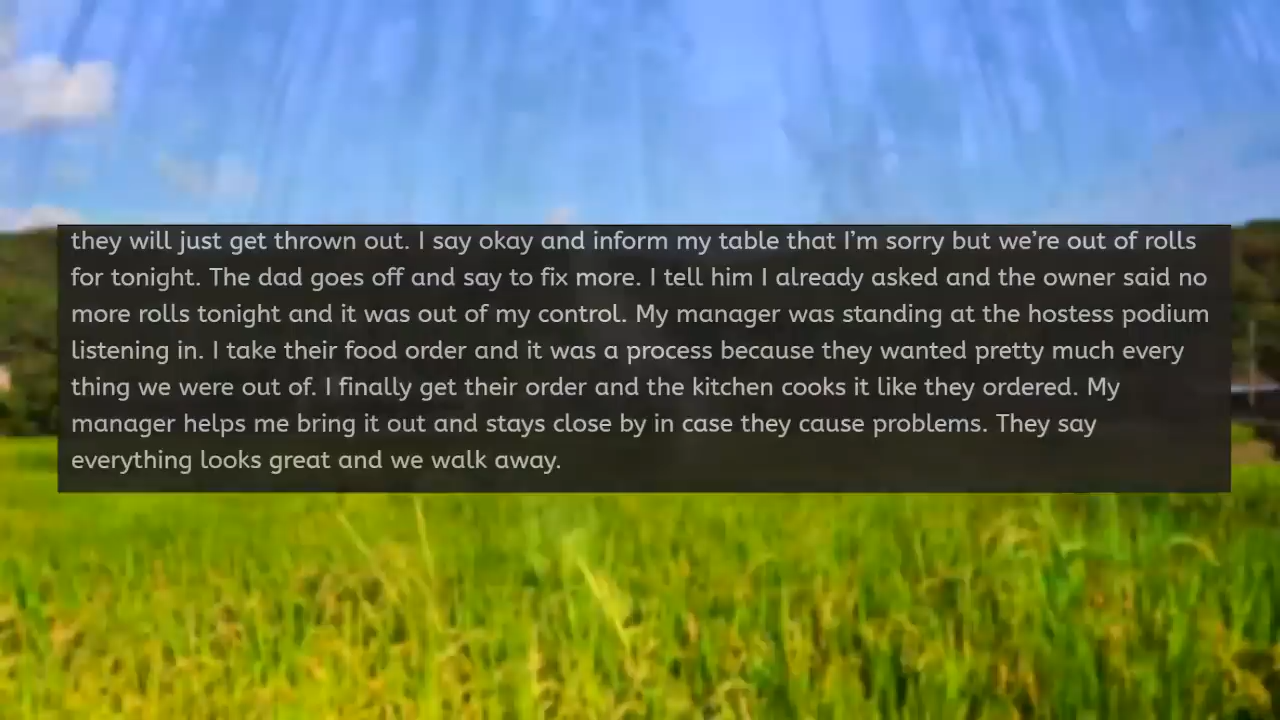 they will just get thrown out. I say okay and inform my table that I’m sorry but we’re out of rolls
for tonight. The dad goes off and say to fix more. I tell him I already asked and the owner said no
more rolls tonight and it was out of my control. My manager was standing at the hostess podium
listening in. I take their food order and it was a process because they wanted pretty much every
thing we were out of. I finally get their order and the kitchen cooks it like they ordered. My
manager helps me bring it out and stays close by in case they cause problems. They say
everything looks great and we walk away.